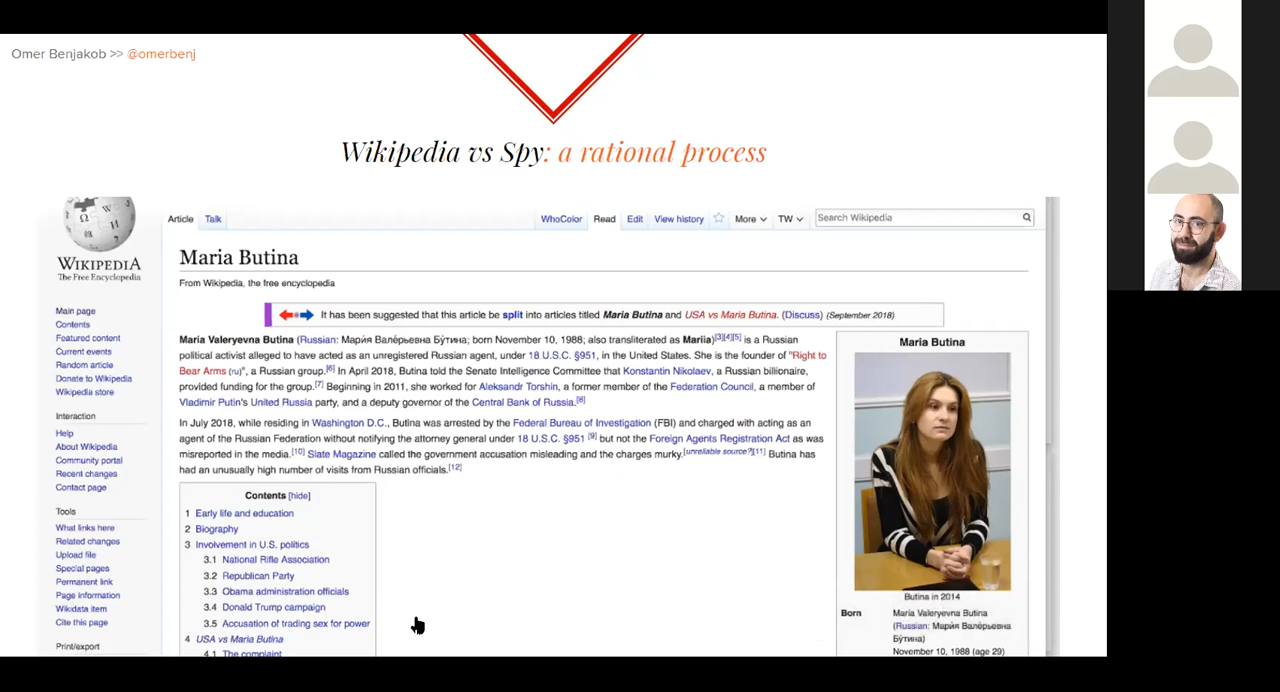 Omer Benjakob >> @omerbenj
Wikipedia vs Spy: a rational process
WIKIPEDIA
The Free Encyclopedia
Main page
Contents
Featured content
Current events
Random article
Donate to Wikipedia
Wikipedia store
Interaction
Help
About Wikipedia
Community portal
Recent changes
Contact page
Tools
What links here
Related changes
Upload file
Special pages
Permanent link
Page information
Wikidata item
Cite this page
Print/export
Article Talk WhoColor Read Edit View history More TW Search Wikipedia
Maria Butina
From Wikipedia, the free encyclopedia
It has been suggested that this article be split into articles titled Maria Butina and USA vs Maria Butina. (Discuss) (September 2018)
Maria Valeryevna Butina (Russian: Мари́я Вале́рьевна Бу́тина; born November 10, 1988; also transliterated as Mariia)[3][4][5] is a Russian
political activist alleged to have acted as an unregistered Russian agent, under 18 U.S.C. §951, in the United States. She is the founder of "Right to
Bear Arms (ru)", a Russian group.[6] In April 2018, Butina told the Senate Intelligence Committee that Konstantin Nikolaev, a Russian billionaire,
provided funding for the group.[7] Beginning in 2011, she worked for Aleksandr Torshin, a former member of the Federation Council, a member of
Vladimir Putin's United Russia party, and a deputy governor of the Central Bank of Russia.[8]
In July 2018, while residing in Washington D.C., Butina was arrested by the Federal Bureau of Investigation (FBI) and charged with acting as an
agent of the Russian Federation without notifying the attorney general under 18 U.S.C. §951 [9] but not the Foreign Agents Registration Act as was
misreported in the media.[10] Slate Magazine called the government accusation misleading and the charges murky.[unreliable source?][11] Butina has
had an unusually high number of visits from Russian officials.[12]
Contents [hide]
1 Early life and education
2 Biography
3 Involvement in U.S. politics
3.1 National Rifle Association
3.2 Republican Party
3.3 Obama administration officials
3.4 Donald Trump campaign
3.5 Accusation of trading sex for power
4 USA vs Maria Butina
4.1 The complaint
Maria Butina
Butina in 2014
Born Maria Valeryevna Butina
(Russian: Мари́я Вале́рьевна
Бу́тина)
November 10, 1988 (age 29)